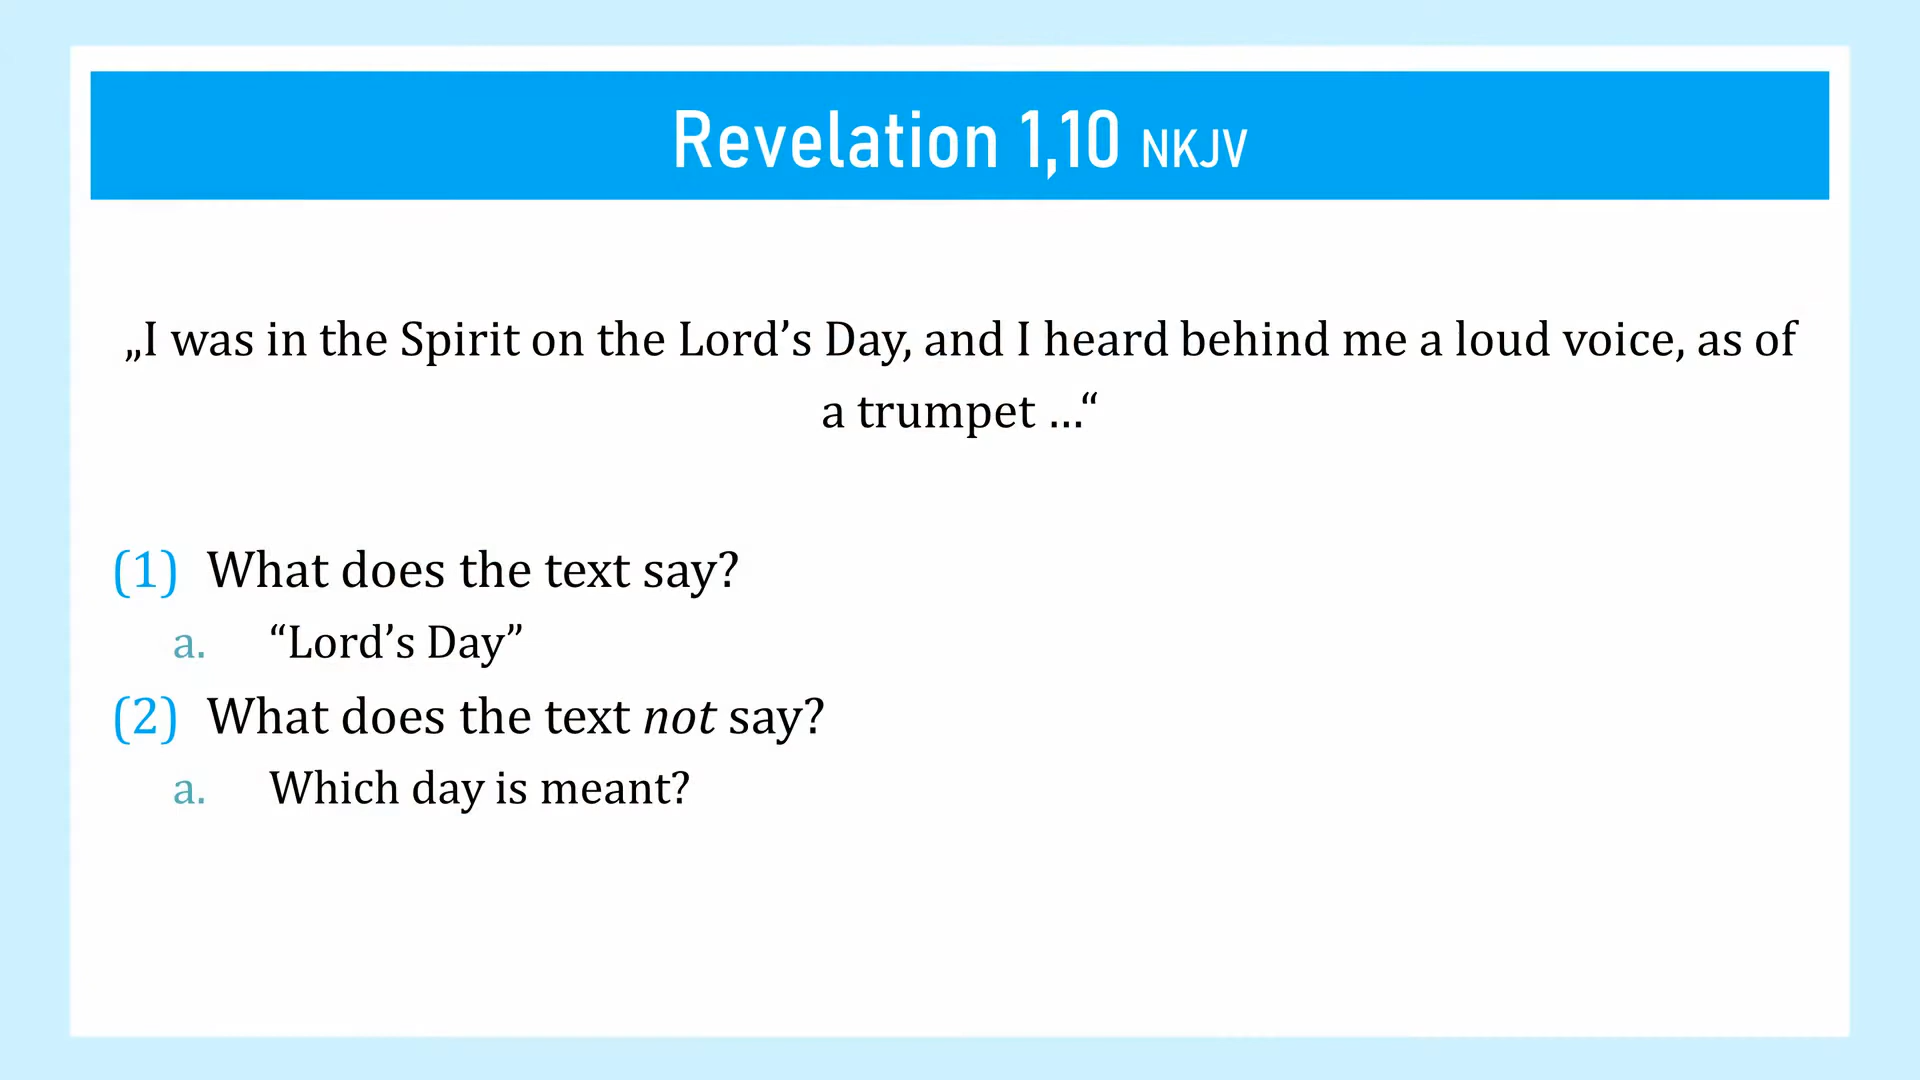 Revelation 1,10 NKJV
„I was in the Spirit on the Lord’s Day, and I heard behind me a loud voice, as of
a trumpet …“
(1) What does the text say?
a. “Lord’s Day”
(2) What does the text not say?
a. Which day is meant?